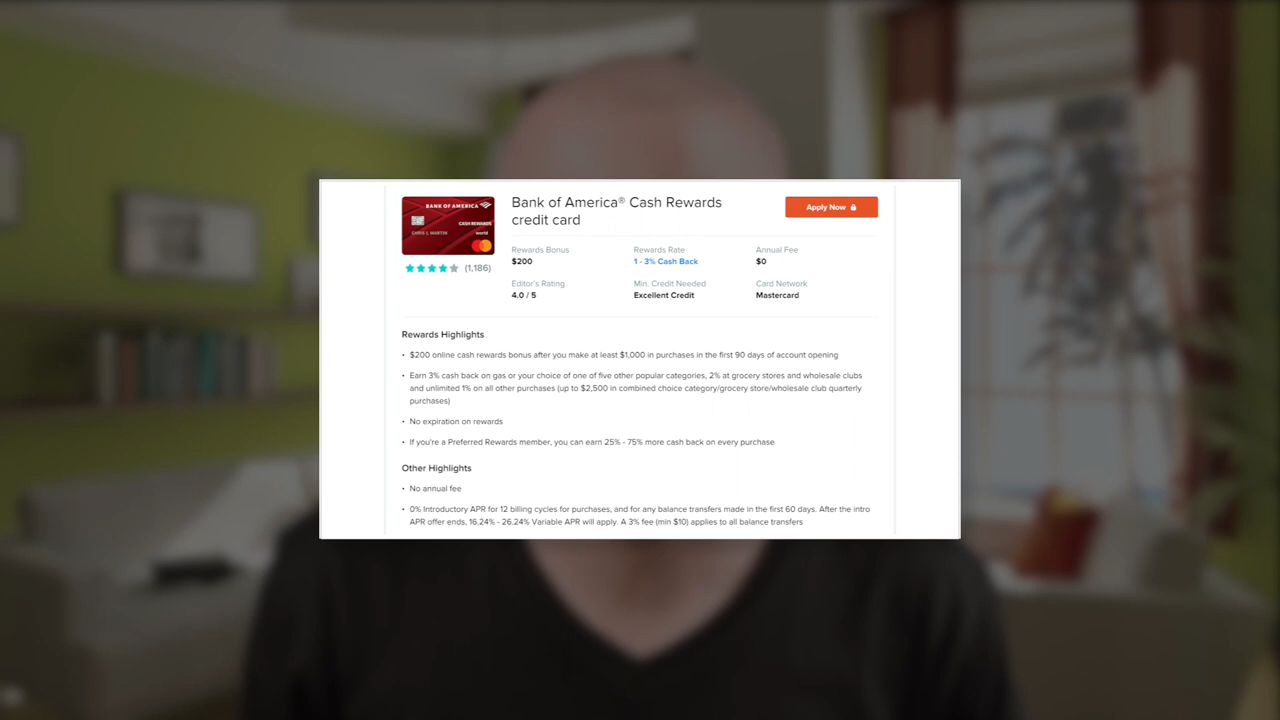 BANK OF AMERICA
CASH REWARDS
CHRIS L MARTIN
world
(1,186)
Bank of America® Cash Rewards
credit card
Apply Now
Rewards Bonus
$200
Rewards Rate
1 - 3% Cash Back
Annual Fee
$0
Editor's Rating
4.0 / 5
Min. Credit Needed
Excellent Credit
Card Network
Mastercard
Rewards Highlights
• $200 online cash rewards bonus after you make at least $1,000 in purchases in the first 90 days of account opening
• Earn 3% cash back on gas or your choice of one of five other popular categories, 2% at grocery stores and wholesale clubs
and unlimited 1% on all other purchases (up to $2,500 in combined choice category/grocery store/wholesale club quarterly
purchases)
• No expiration on rewards
• If you're a Preferred Rewards member, you can earn 25% - 75% more cash back on every purchase
Other Highlights
• No annual fee
• 0% Introductory APR for 12 billing cycles for purchases, and for any balance transfers made in the first 60 days. After the intro
APR offer ends, 16.24% - 26.24% Variable APR will apply. A 3% fee (min $10) applies to all balance transfers